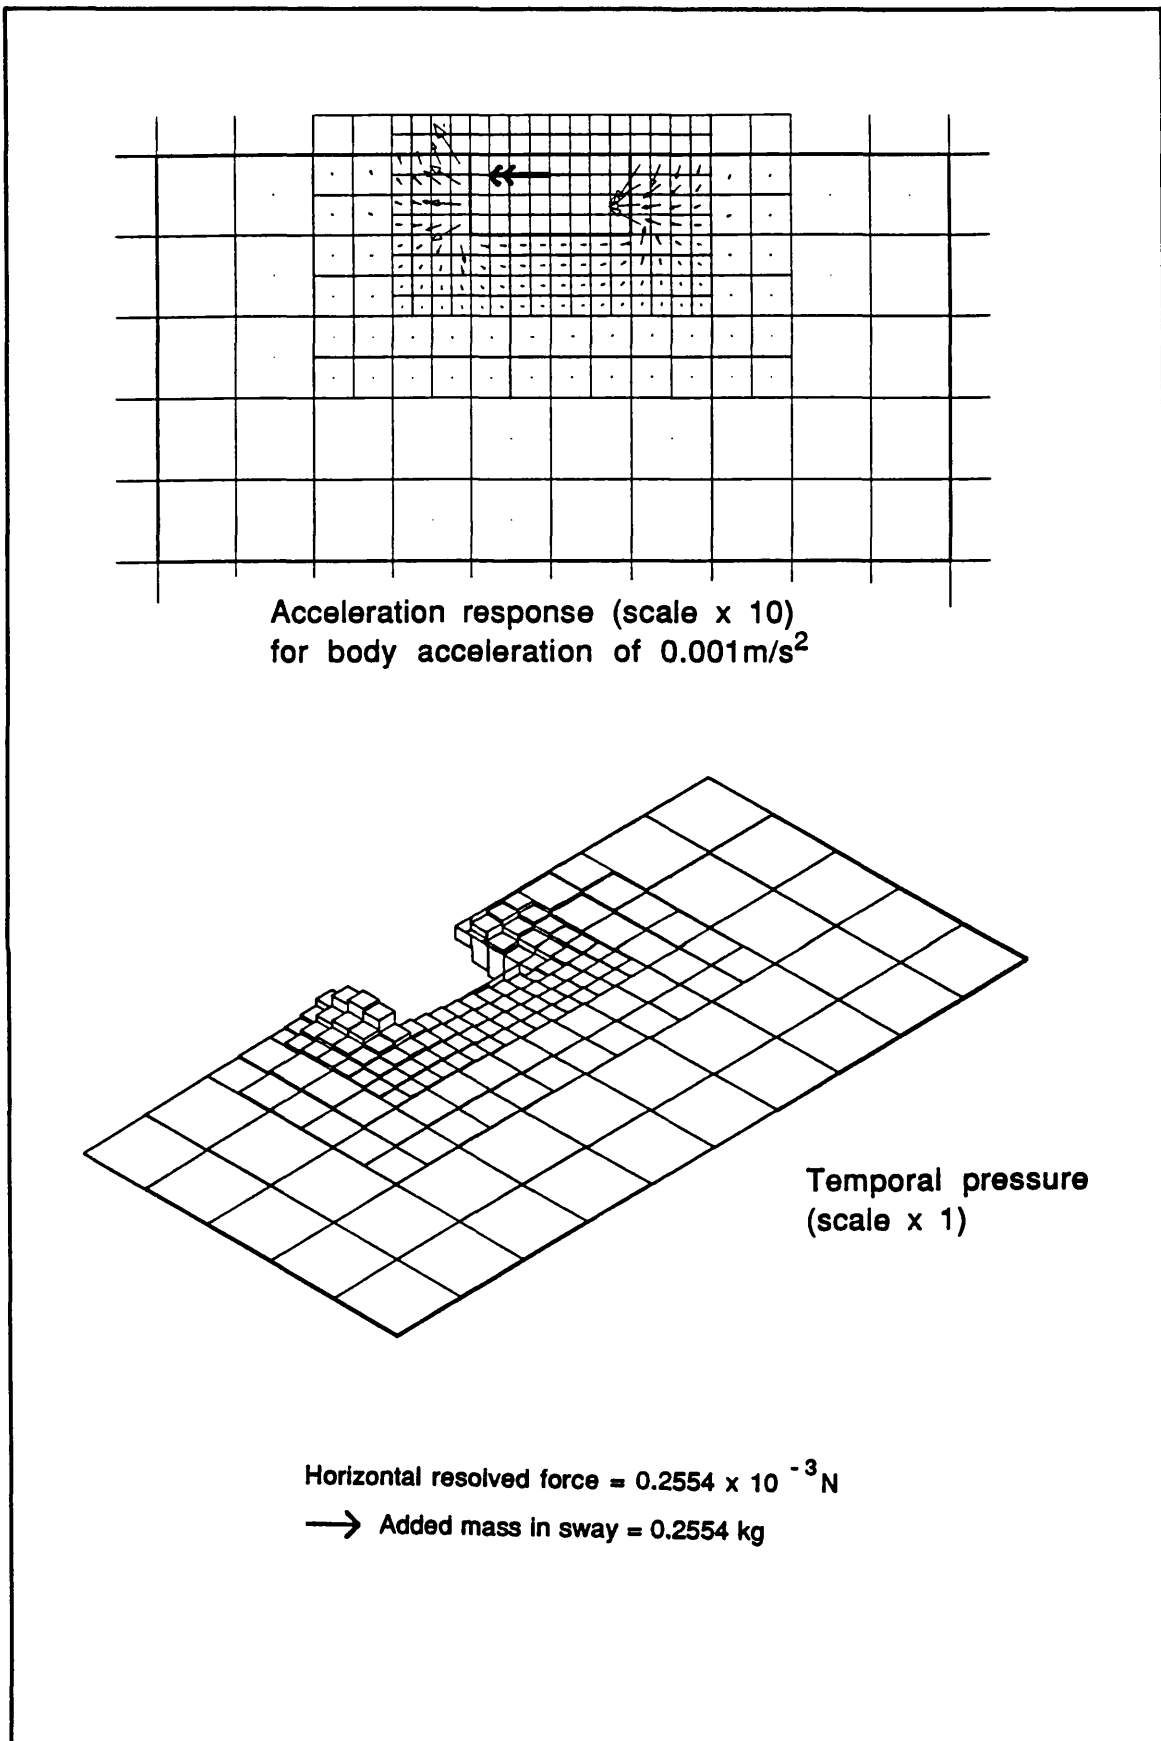 Acceleration response (scale x 10)
for body acceleration of 0.001m/s²
Temporal pressure
(scale x 1)
Horizontal resolved force = 0.2554 x 10⁻³N
→ Added mass in sway = 0.2554 kg